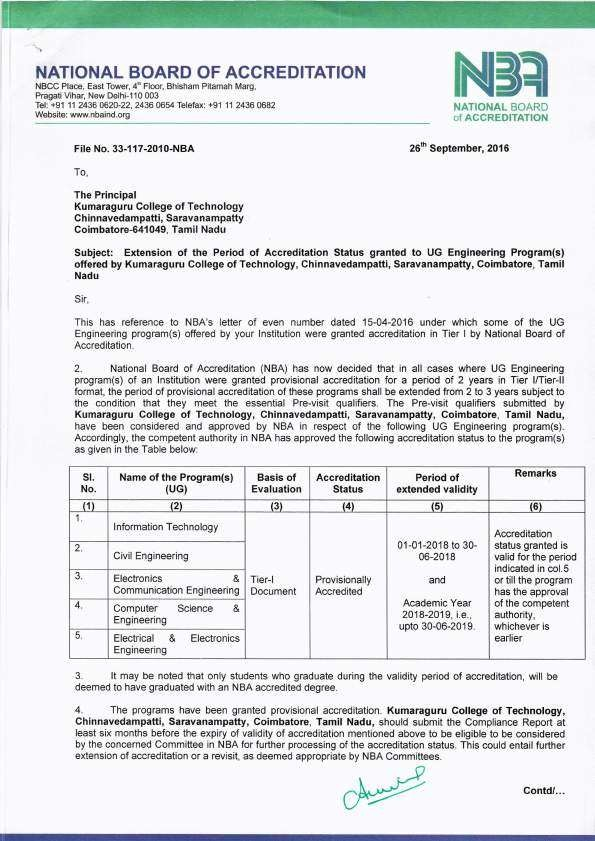 NATIONAL BOARD OF ACCREDITATION
NBCC Place, East Tower, 4th Floor, Bhisham Pitamah Marg,
Pragati Vihar, New Delhi-110 003
Tel: +91 11 2436 0620-22, 2436 0654 Telefax: +91 11 2436 0682
Website: www.nbaind.org
NBA
NATIONAL BOARD
of ACCREDITATION
File No. 33-117-2010-NBA
26th September, 2016
To,
The Principal
Kumaraguru College of Technology
Chinnavedampatti, Saravanampatty
Coimbatore-641049, Tamil Nadu
Subject: Extension of the Period of Accreditation Status granted to UG Engineering Program(s)
offered by Kumaraguru College of Technology, Chinnavedampatti, Saravanampatty, Coimbatore, Tamil
Nadu
Sir,
This has reference to NBA's letter of even number dated 15-04-2016 under which some of the UG
Engineering program(s) offered by your Institution were granted accreditation in Tier I by National Board of
Accreditation.
2. National Board of Accreditation (NBA) has now decided that in all cases where UG Engineering
program(s) of an Institution were granted provisional accreditation for a period of 2 years in Tier I/Tier-II
format, the period of provisional accreditation of these programs shall be extended from 2 to 3 years subject to
the condition that they meet the essential Pre-visit qualifiers. The Pre-visit qualifiers submitted by
Kumaraguru College of Technology, Chinnavedampatti, Saravanampatty, Coimbatore, Tamil Nadu,
have been considered and approved by NBA in respect of the following UG Engineering program(s).
Accordingly, the competent authority in NBA has approved the following accreditation status to the program(s)
as given in the Table below:
Sl.
No.
Name of the Program(s)
(UG)
Basis of
Evaluation
Accreditation
Status
Period of
extended validity
Remarks
(1)
(2)
(3)
(4)
(5)
(6)
1.
Information Technology
2.
Civil Engineering
3.
Electronics &
Communication Engineering
4.
Computer Science &
Engineering
5.
Electrical & Electronics
Engineering
Tier-I
Document
Provisionally
Accredited
01-01-2018 to 30-
06-2018
and
Academic Year
2018-2019, i.e.,
upto 30-06-2019.
Accreditation
status granted is
valid for the period
indicated in col.5
or till the program
has the approval
of the competent
authority,
whichever is
earlier
3. It may be noted that only students who graduate during the validity period of accreditation, will be
deemed to have graduated with an NBA accredited degree.
4. The programs have been granted provisional accreditation. Kumaraguru College of Technology,
Chinnavedampatti, Saravanampatty, Coimbatore, Tamil Nadu, should submit the Compliance Report at
least six months before the expiry of validity of accreditation mentioned above to be eligible to be considered
by the concerned Committee in NBA for further processing of the accreditation status. This could entail further
extension of accreditation or a revisit, as deemed appropriate by NBA Committees.
Contd/...